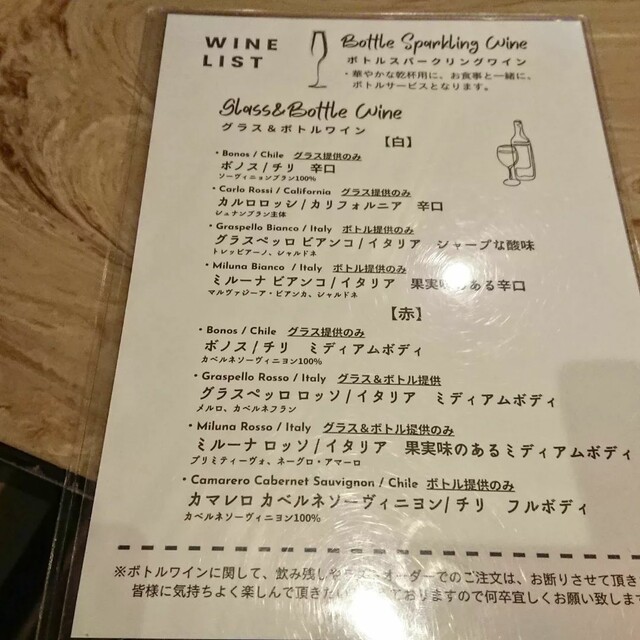 WINE LIST
Bottle Sparkling Wine
ボトルスパークリングワイン
・華やかな乾杯用に、お食事と一緒に。
ボトルサービスとなります。
Glass&Bottle Wine
グラス＆ボトルワイン
【白】
・Bonos / Chile グラス提供のみ
ボノス / チリ 辛口
ソーヴィニョンブラン100%
・Carlo Rossi / California グラス提供のみ
カルロロッシ / カリフォルニア 辛口
シュナンブラン主体
・Graspello Bianco / Italy ボトル提供のみ
グラスペッロ ビアンコ / イタリア シャープな酸味
トレッビアーノ、シャルドネ
・Miluna Bianco / Italy ボトル提供のみ
ミルーナ ビアンコ / イタリア 果実味のある辛口
マルヴァジーア・ビアンカ、シャルドネ
【赤】
・Bonos / Chile グラス提供のみ
ボノス / チリ ミディアムボディ
カベルネソーヴィニヨン100%
・Graspello Rosso / Italy グラス＆ボトル提供
グラスペッロ ロッソ / イタリア ミディアムボディ
メルロ、カベルネフラン
・Miluna Rosso / Italy グラス＆ボトル提供のみ
ミルーナ ロッソ / イタリア 果実味のあるミディアムボディ
プリミティーヴォ、ネーグロ・アマーロ
・Camarero Cabernet Sauvignon / Chile ボトル提供のみ
カマレロ カベルネソーヴィニヨン / チリ フルボディ
カベルネソーヴィニヨン100%
※ボトルワインに関して、飲み残しや オーダーでのご注文は、お断りさせて頂き
皆様に気持ちよく楽しんで頂きたい ておりますので何卒宜しくお願い致します